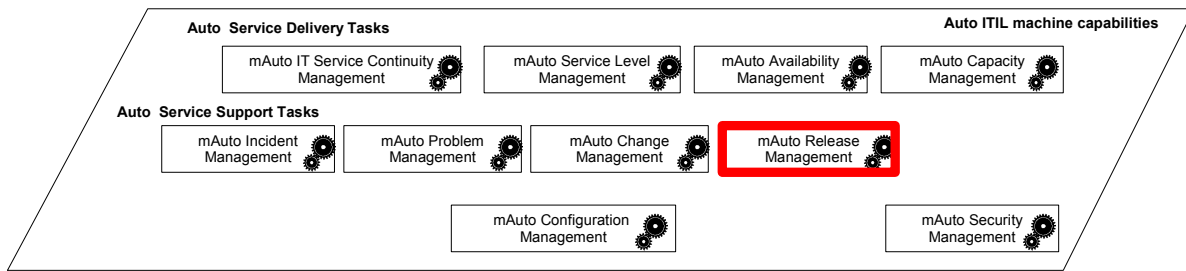 Auto Service Delivery Tasks
Auto ITIL machine capabilities
mAuto IT Service Continuity
Management
mAuto Service Level
Management
mAuto Availability
Management
mAuto Capacity
Management
Auto Service Support Tasks
mAuto Incident
Management
mAuto Problem
Management
mAuto Change
Management
mAuto Release
Management
mAuto Configuration
Management
mAuto Security
Management